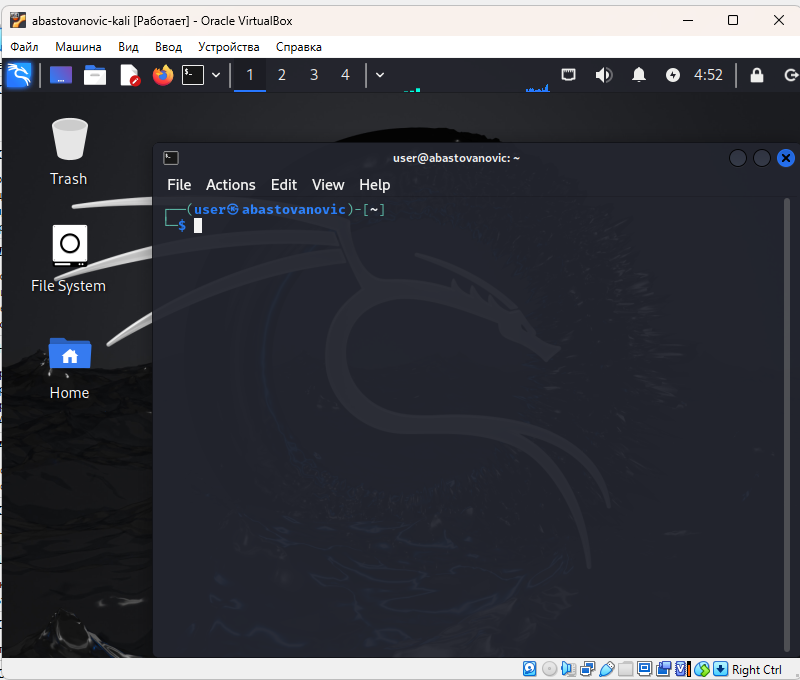 abastovanovic-kali [Работает] - Oracle VirtualBox
Файл Машина Вид Ввод Устройства Справка
1 2 3 4 4:52
Trash
File System
Home
user@abastovanovic: ~
File Actions Edit View Help
┌──(user㉿abastovanovic)-[~]
└─$
Right Ctrl